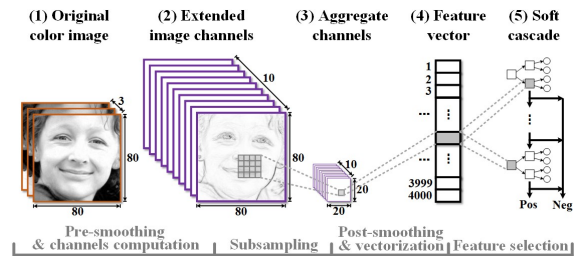 (1) Original color image
(2) Extended image channels
(3) Aggregate channels
(4) Feature vector
(5) Soft cascade
3
80
80
10
80
80
10
20
20
1
2
3
...
...
3999
4000
...
...
Pos Neg
Pre-smoothing & channels computation
Subsampling
Post-smoothing & vectorization
Feature selection